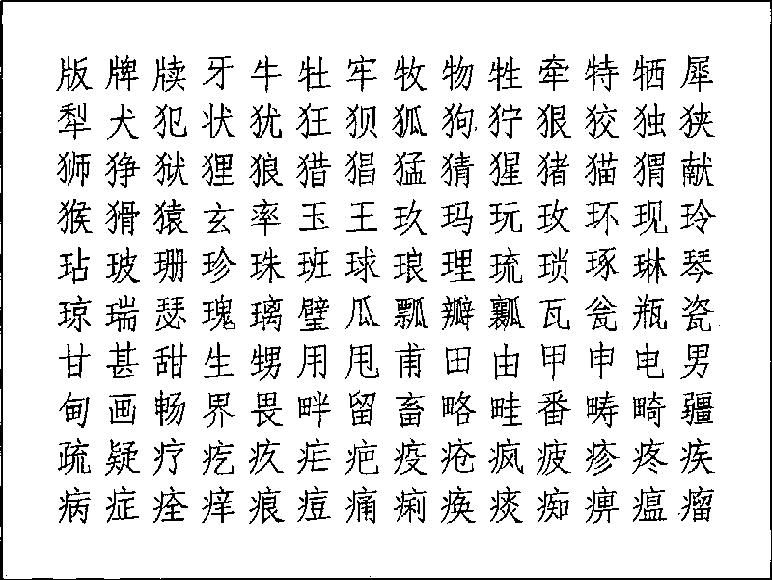 版牌牍牙牛牡牢牧物牲牵特牺犀
犁犬犯状犹狂狈狐狗狞狠狡独狭
狮狰狱狸狼猎猖猛猜猩猪猫猬献
猴猾猿玄率玉王玖玛玩玫环现玲
玷玻珊珍珠班球琅理琉琐琢琳琴
琼瑞瑟瑰璃璧瓜瓢瓣瓤瓦瓮瓶瓷
甘甚甜生甥用甩甫田由甲申电男
甸画畅界畏畔留畜略畦番畴畸疆
疏疑疗疙疚疟疤疫疮疯疲疹疼疾
病症痊痒痕痘痛痢痪痰痴痹瘟瘤